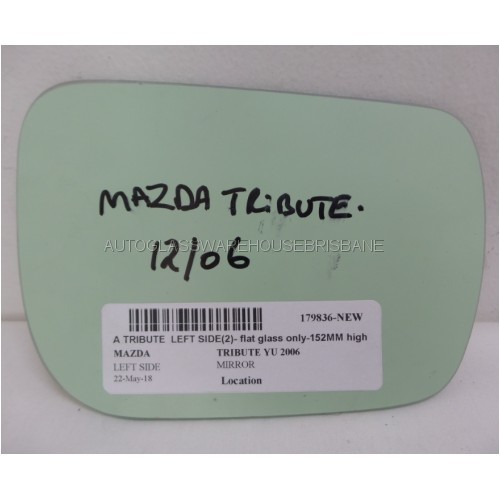 MAZDA TRIBUTE.
AUTOGLASSWAREHOUSEBRISBANE
12/06
179836-NEW
A TRIBUTE LEFT SIDE(2)- flat glass only-152MM high
MAZDA TRIBUTE YU 2006
LEFT SIDE MIRROR
22-May-18 Location